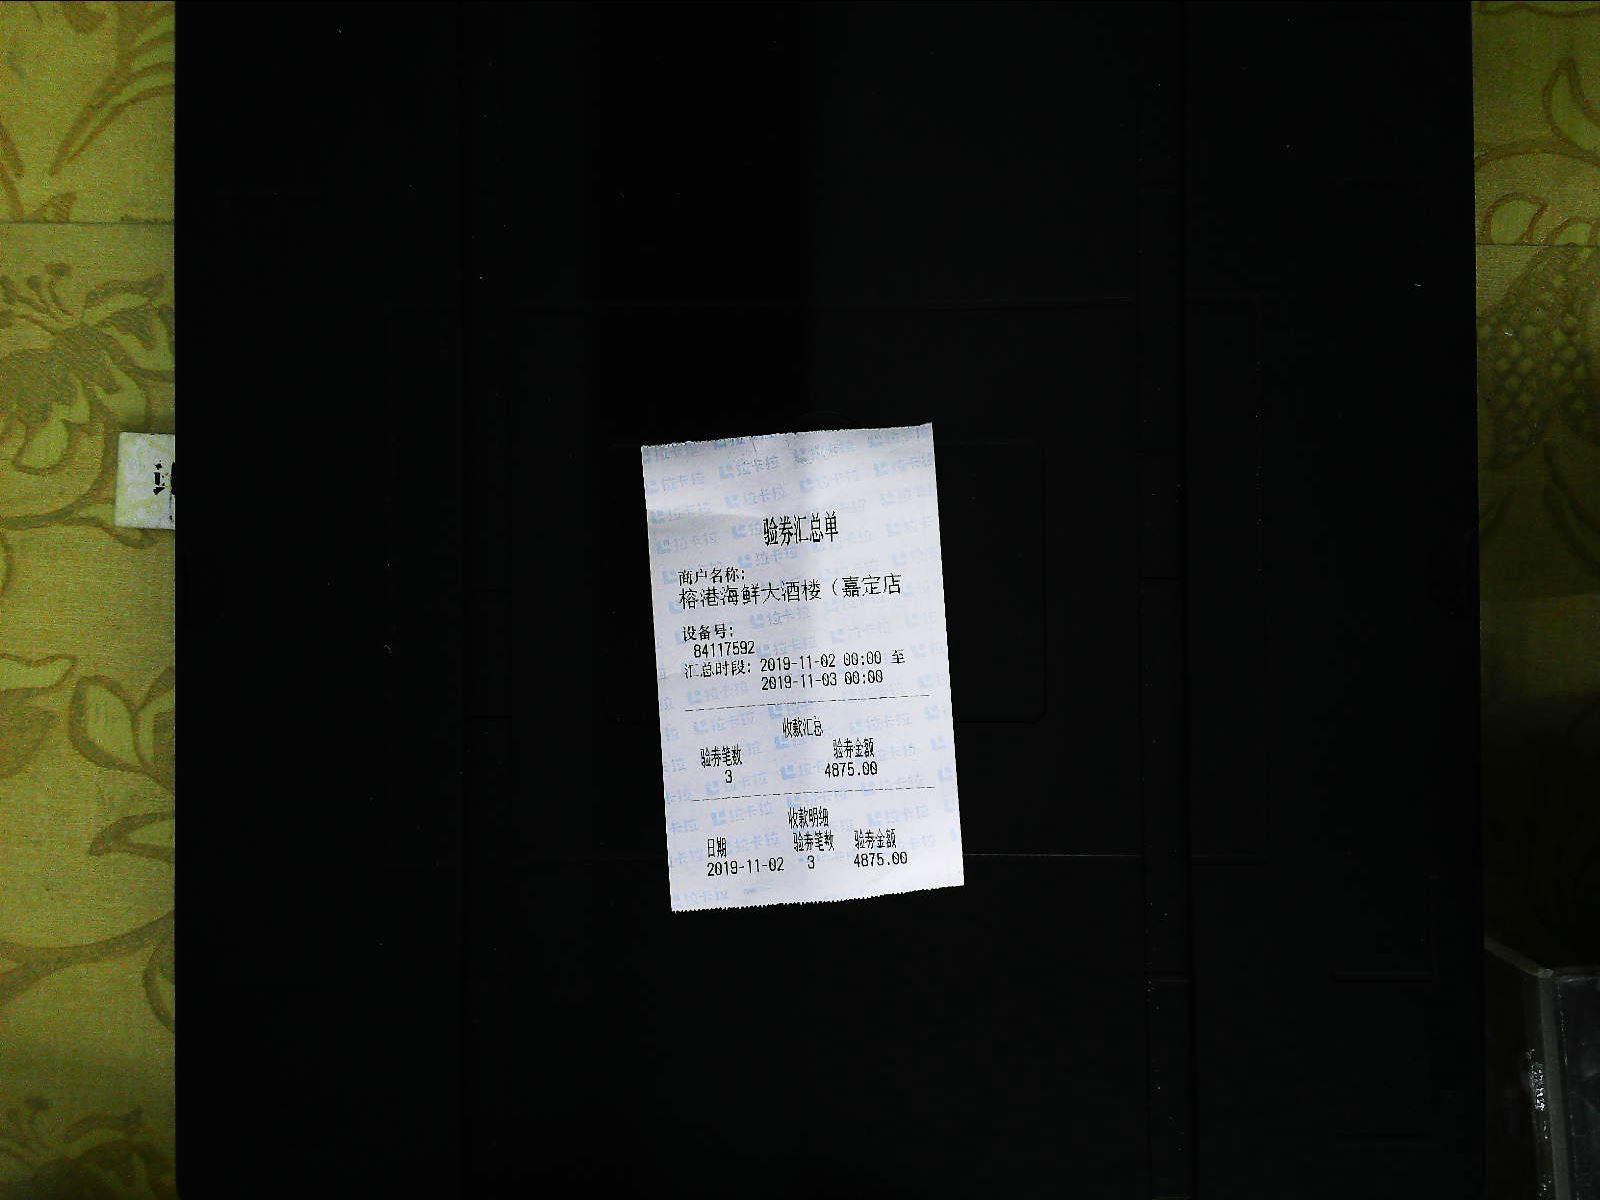 验券汇总单
商户名称:
榕港海鲜大酒楼（嘉定店
设备号:
84117592
汇总时段: 2019-11-02 00:00 至
2019-11-03 00:00
收款汇总
验券笔数 验券金额
3 4875.00
收款明细
日期 验券笔数 验券金额
2019-11-02 3 4875.00
拉卡拉